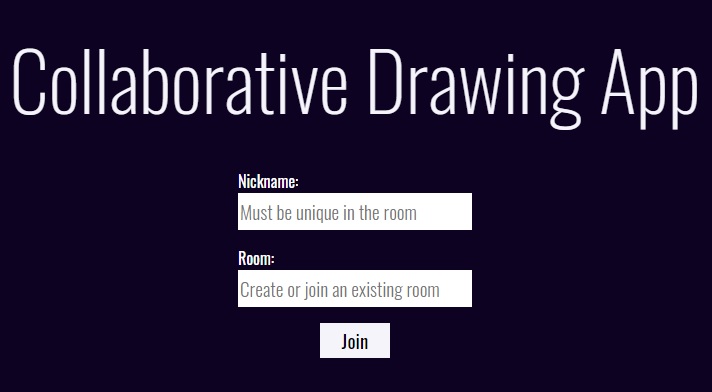 Collaborative Drawing App
Nickname:
Must be unique in the room
Room:
Create or join an existing room
Join